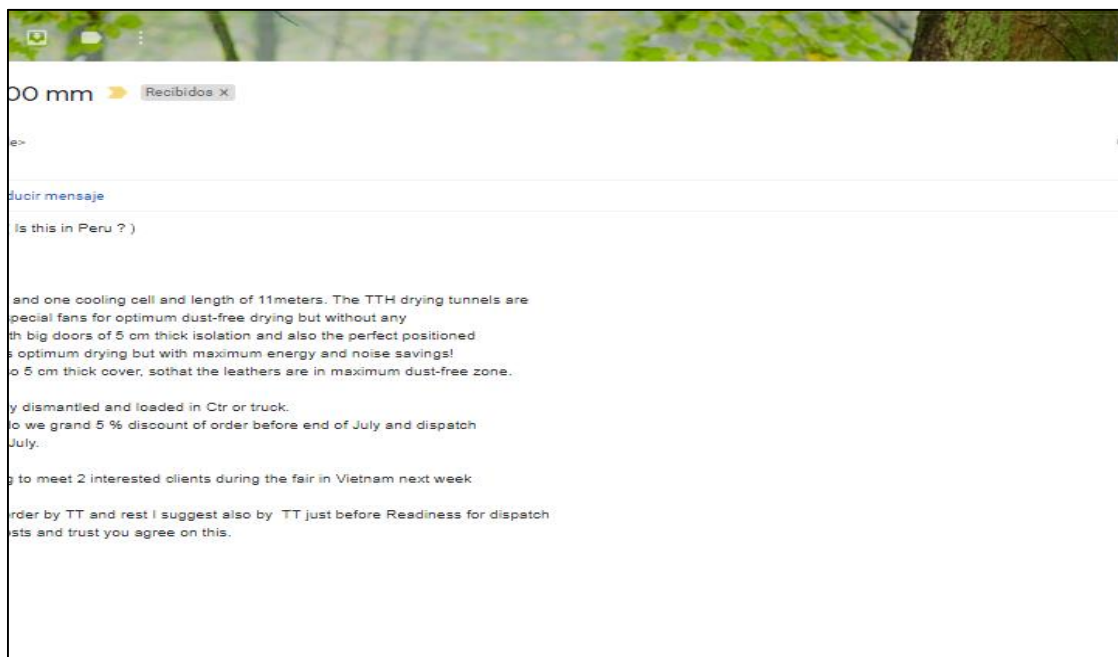 00 mm Recibidos x
e>
ducir mensaje
Is this in Peru ? )
and one cooling cell and length of 11meters. The TTH drying tunnels are
special fans for optimum dust-free drying but without any
th big doors of 5 cm thick isolation and also the perfect positioned
s optimum drying but with maximum energy and noise savings!
o 5 cm thick cover, sothat the leathers are in maximum dust-free zone.
y dismantled and loaded in Ctr or truck.
lo we grand 5 % discount of order before end of July and dispatch
July.
g to meet 2 interested clients during the fair in Vietnam next week
order by TT and rest I suggest also by TT just before Readiness for dispatch
osts and trust you agree on this.